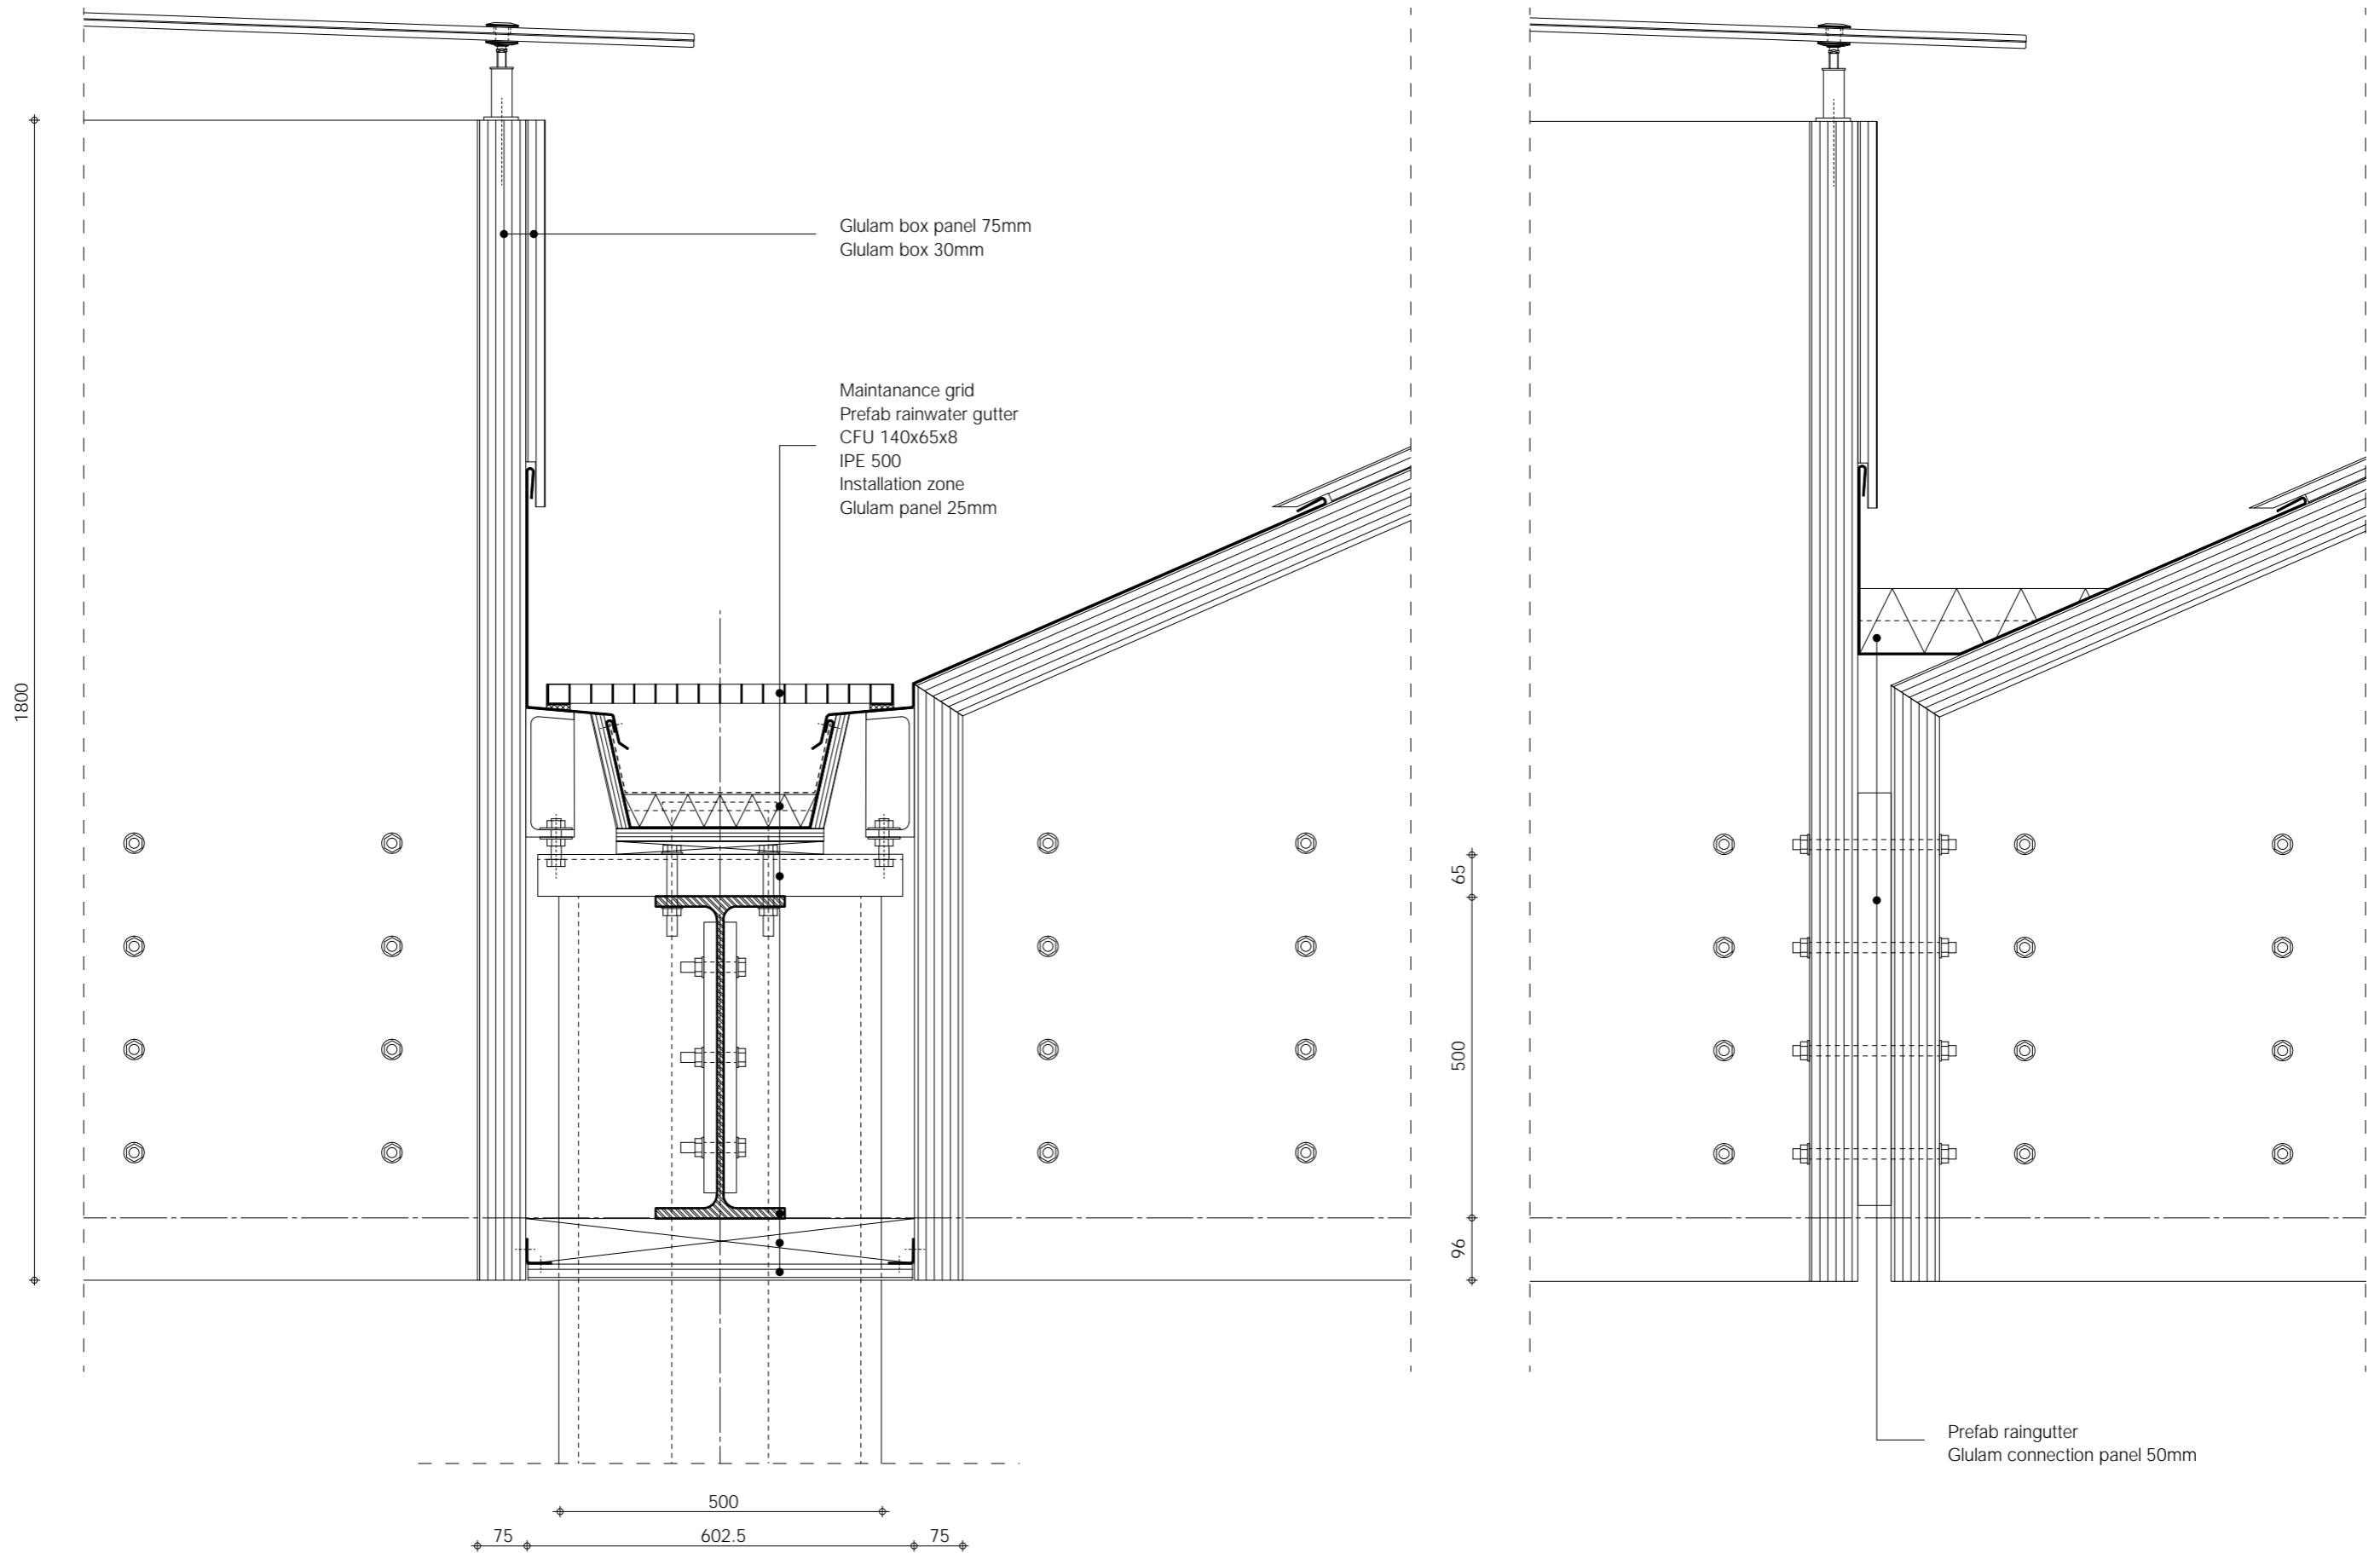 Glulam box panel 75mm
Glulam box 30mm
Maintanance grid
Prefab rainwater gutter
CFU 140x65x8
IPE 500
Installation zone
Glulam panel 25mm
1800
65
500
96
Prefab raingutter
Glulam connection panel 50mm
500
75 602.5 75